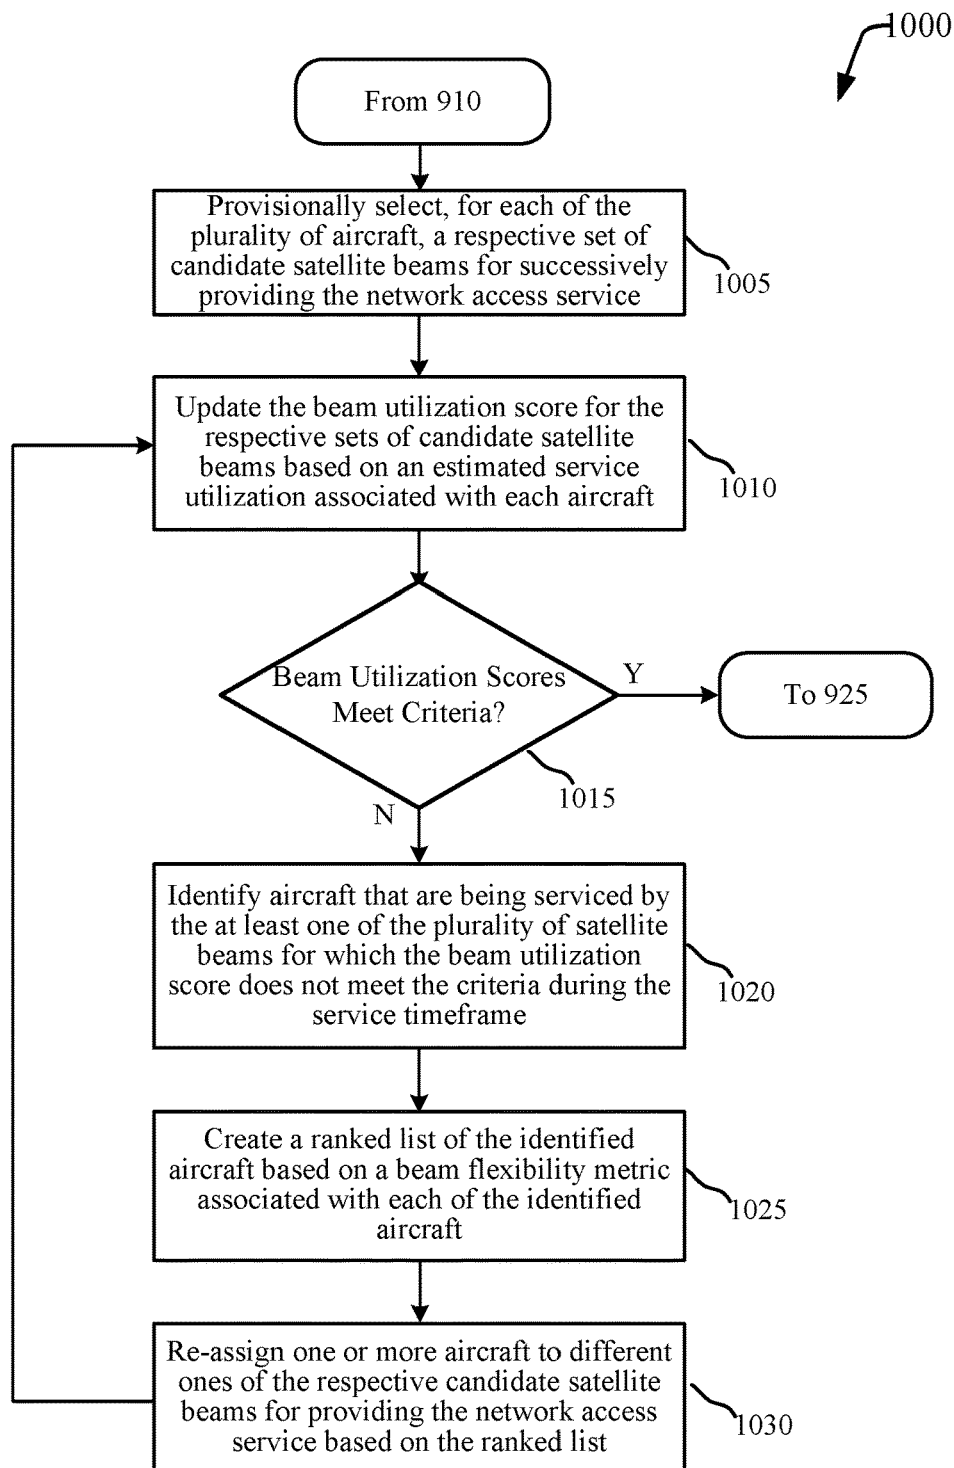 1000
From 910
Provisionally select, for each of the
plurality of aircraft, a respective set of
candidate satellite beams for successively
providing the network access service
1005
Update the beam utilization score for the
respective sets of candidate satellite
beams based on an estimated service
utilization associated with each aircraft
1010
Beam Utilization Scores
Meet Criteria?
Y
To 925
1015
N
Identify aircraft that are being serviced by
the at least one of the plurality of satellite
beams for which the beam utilization
score does not meet the criteria during the
service timeframe
1020
Create a ranked list of the identified
aircraft based on a beam flexibility metric
associated with each of the identified
aircraft
1025
Re-assign one or more aircraft to different
ones of the respective candidate satellite
beams for providing the network access
service based on the ranked list
1030